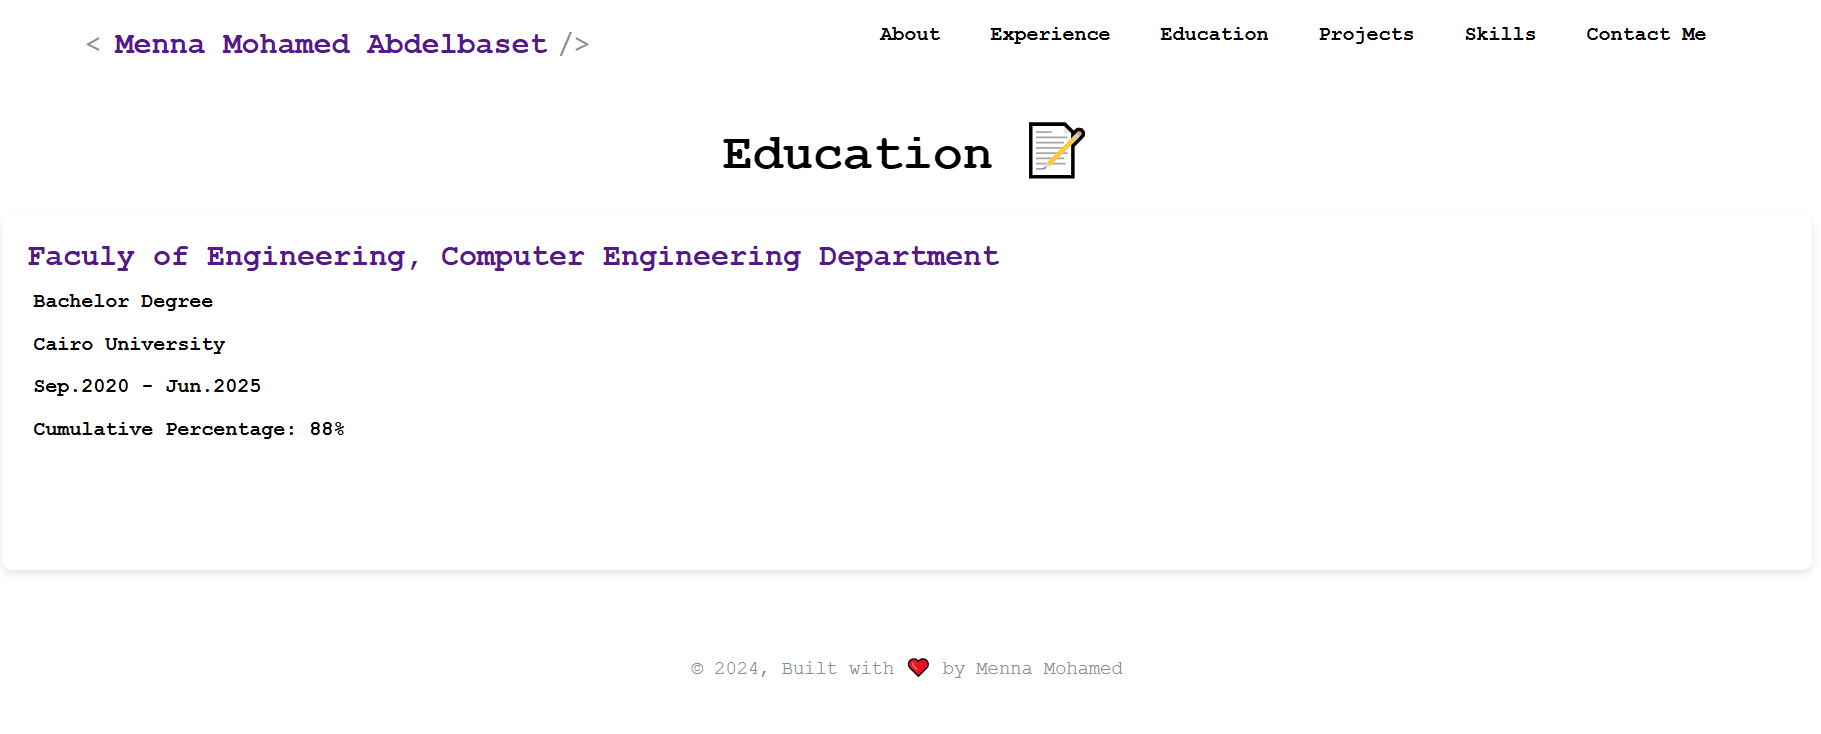 < Menna Mohamed Abdelbaset />
About Experience Education Projects Skills Contact Me
Education 📝
Faculy of Engineering, Computer Engineering Department
Bachelor Degree
Cairo University
Sep.2020 - Jun.2025
Cumulative Percentage: 88%
© 2024, Built with ❤️ by Menna Mohamed